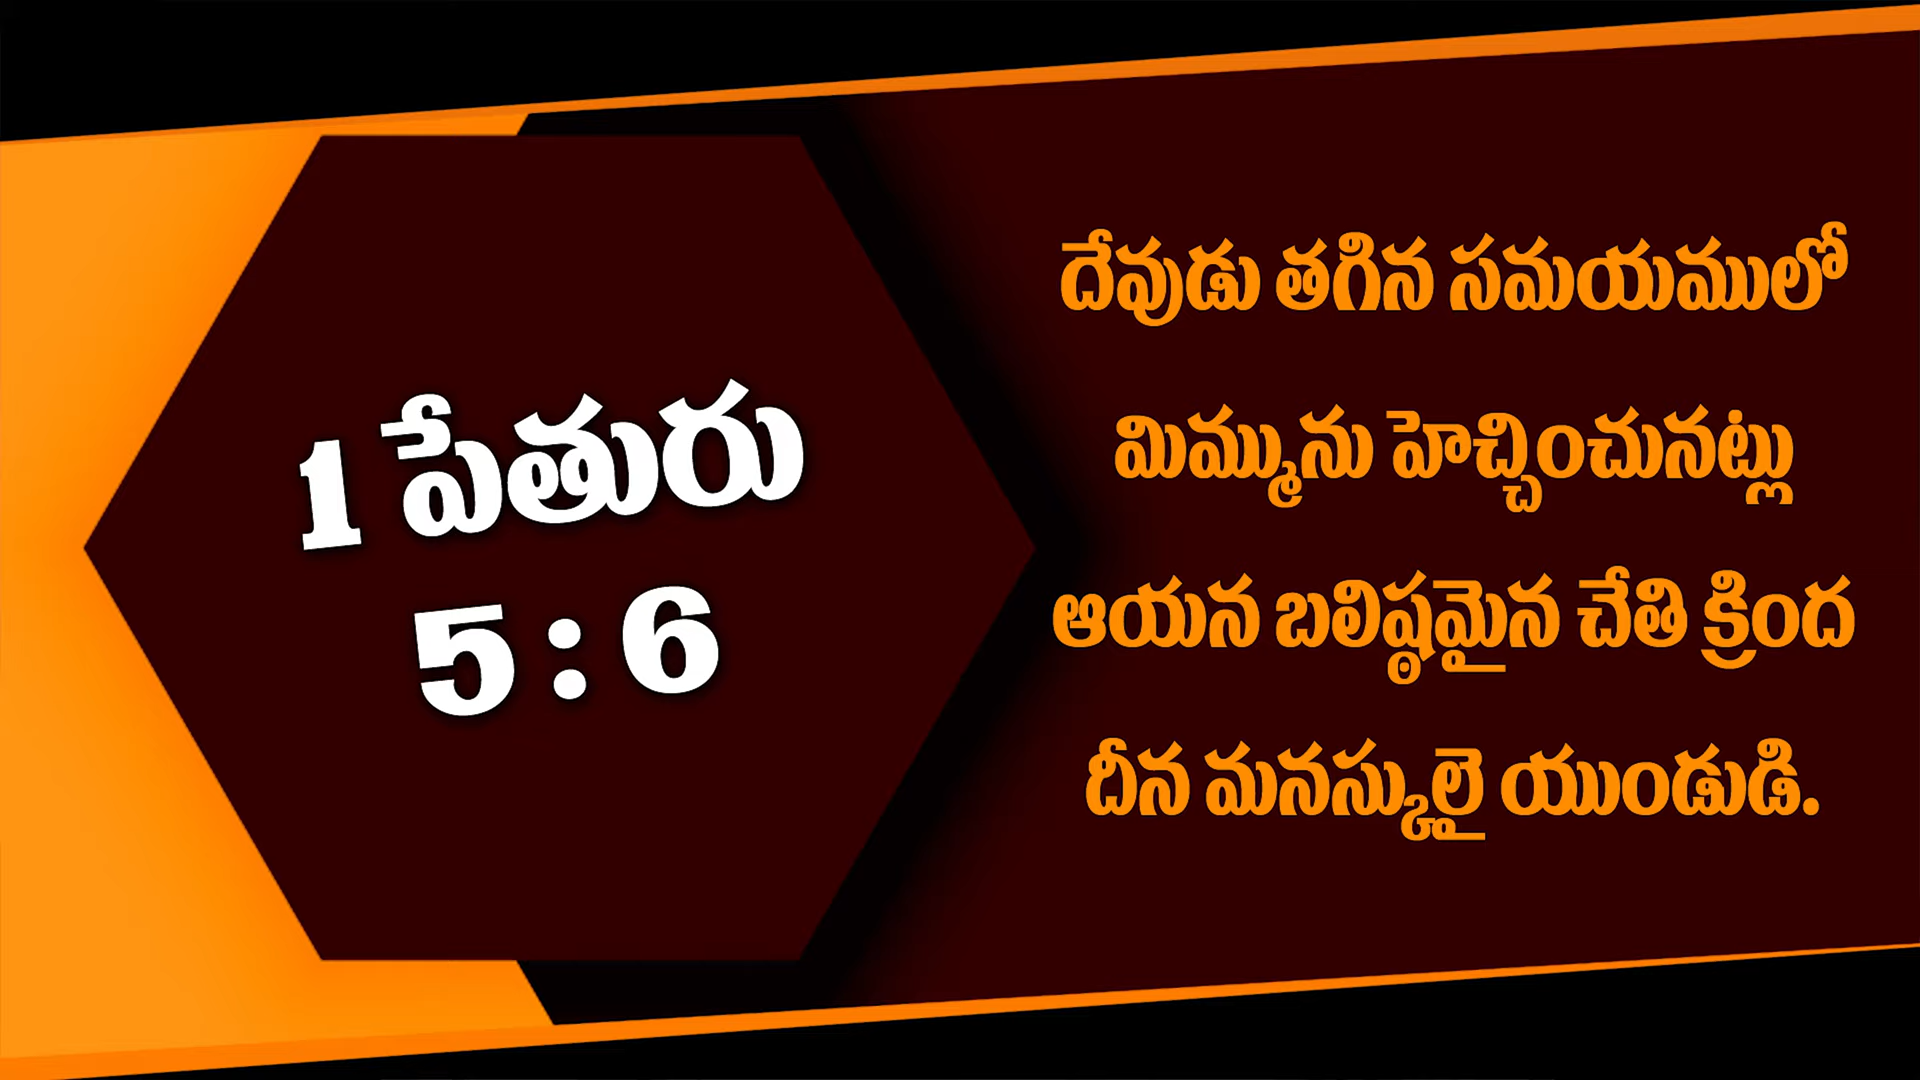 1 పేతురు
5 : 6
దేవుడు తగిన సమయములో
మిమ్మును హెచ్చించునట్లు
ఆయన బలిష్ఠమైన చేతి క్రింద
దీన మనస్కులై యుండుడి.